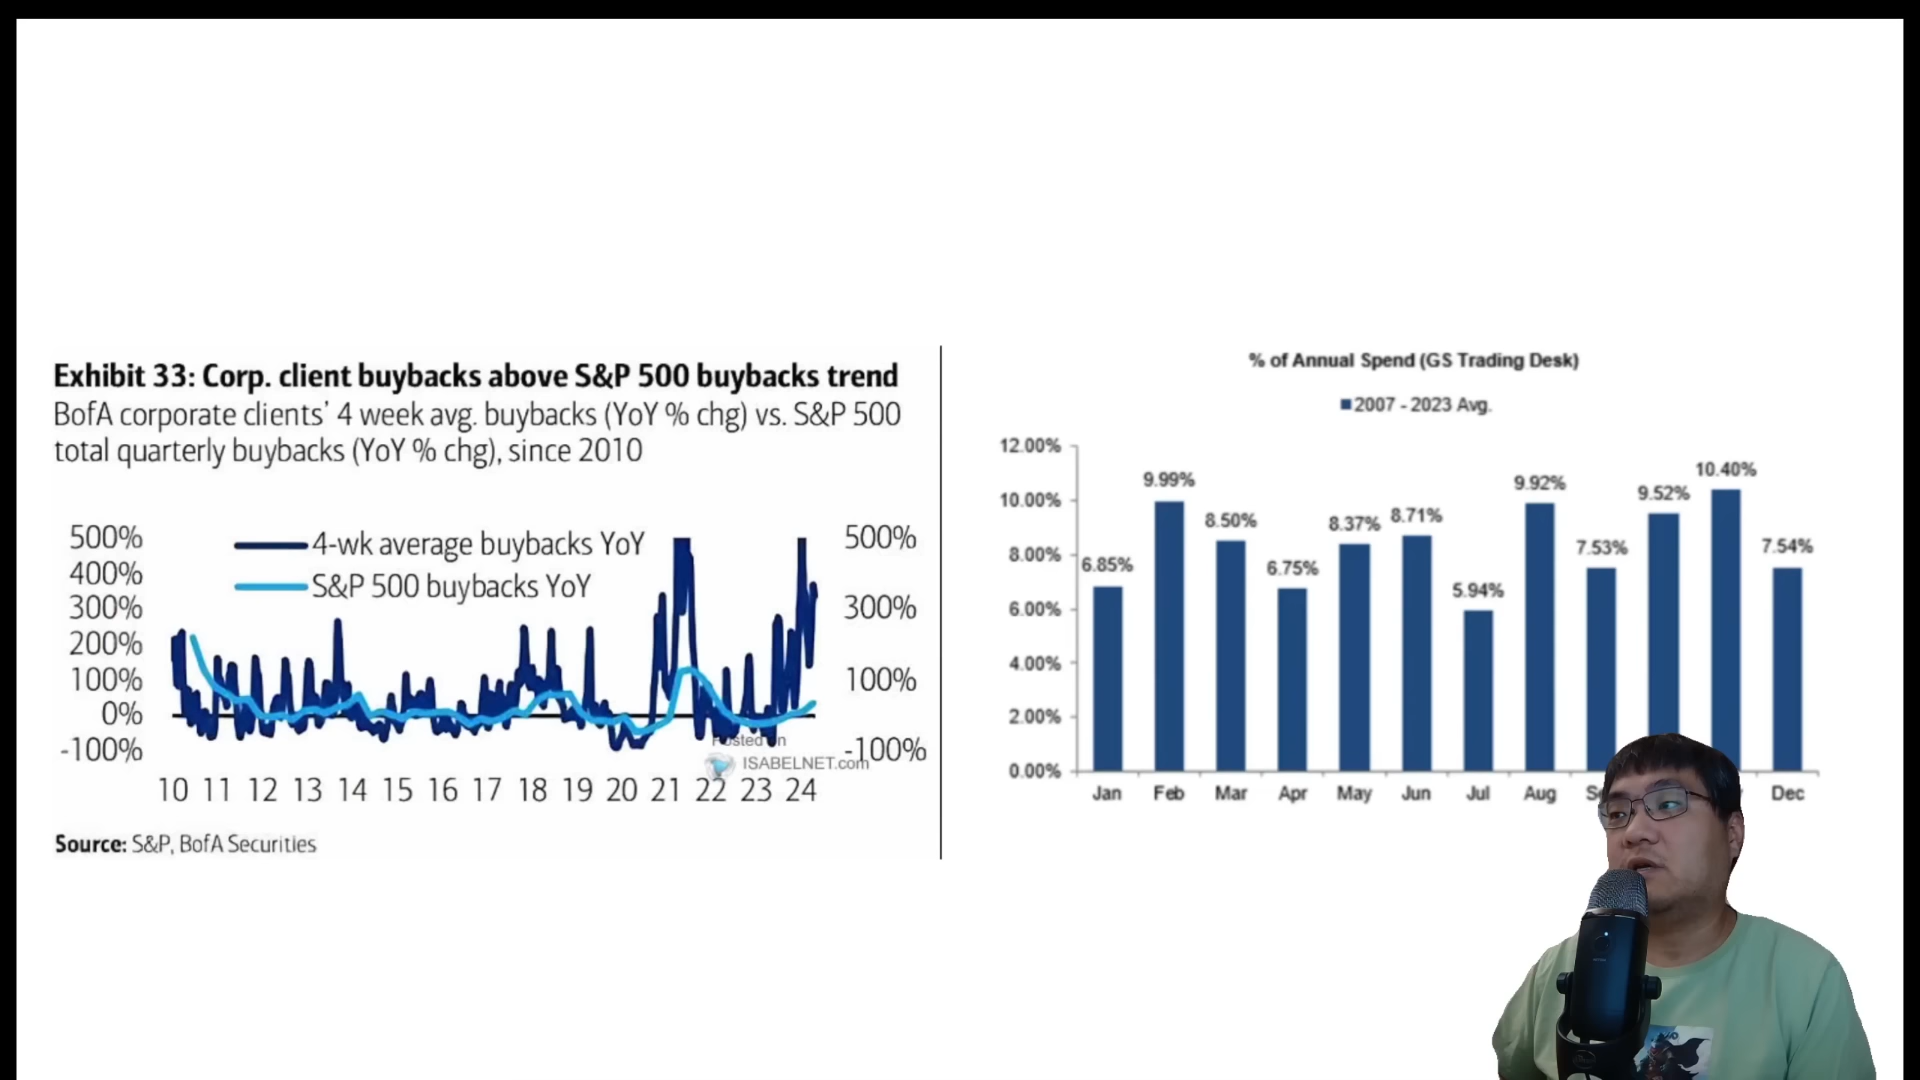 Exhibit 33: Corp. client buybacks above S&P 500 buybacks trend
BofA corporate clients' 4 week avg. buybacks (YoY % chg) vs. S&P 500
total quarterly buybacks (YoY % chg), since 2010
4-wk average buybacks YoY
S&P 500 buybacks YoY
500%
400%
300%
200%
100%
0%
-100%
500%
300%
100%
-100%
Posted on
ISABELNET.com
10 11 12 13 14 15 16 17 18 19 20 21 22 23 24
Source: S&P, BofA Securities
% of Annual Spend (GS Trading Desk)
2007 - 2023 Avg.
12.00%
10.00%
8.00%
6.00%
4.00%
2.00%
0.00%
6.85% 9.99% 8.50% 6.75% 8.37% 8.71% 5.94% 9.92% 7.53% 9.52% 10.40% 7.54%
Jan Feb Mar Apr May Jun Jul Aug Dec